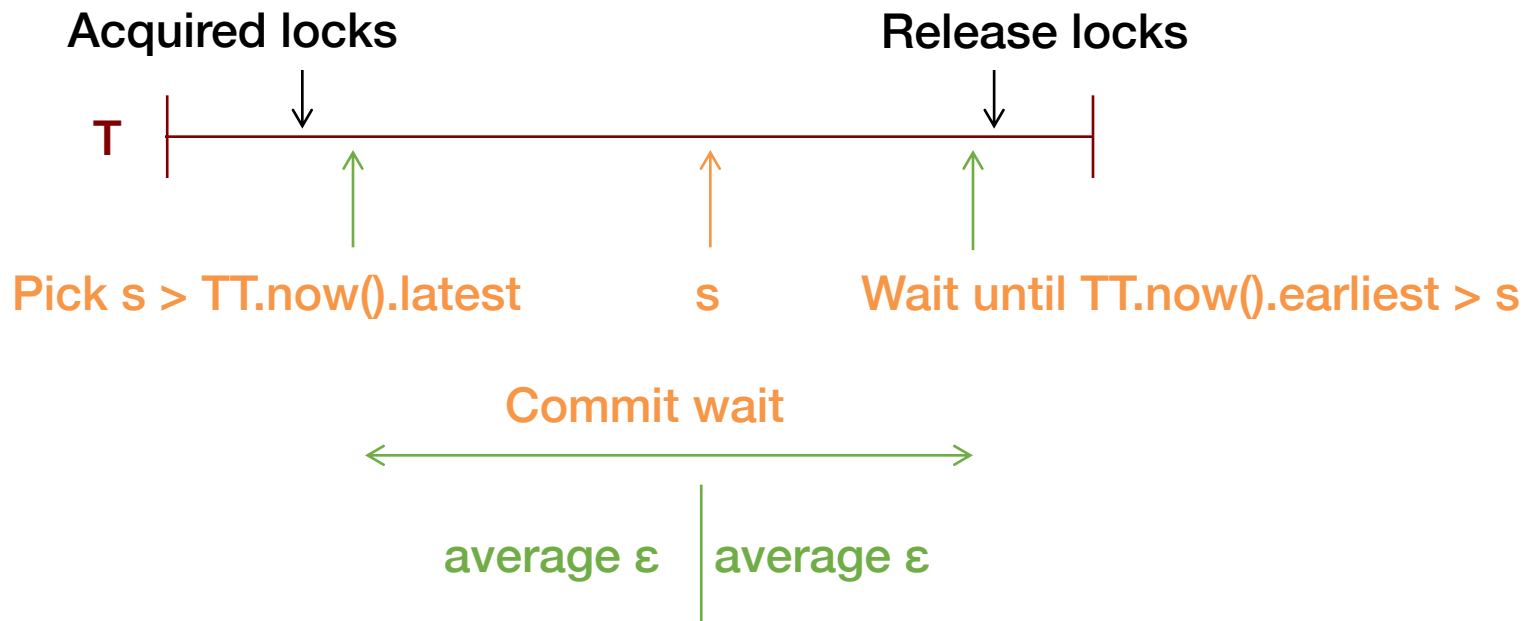 Acquired locks
Release locks
T
Pick s > TT.now().latest
s
Wait until TT.now().earliest > s
Commit wait
average ε
average ε